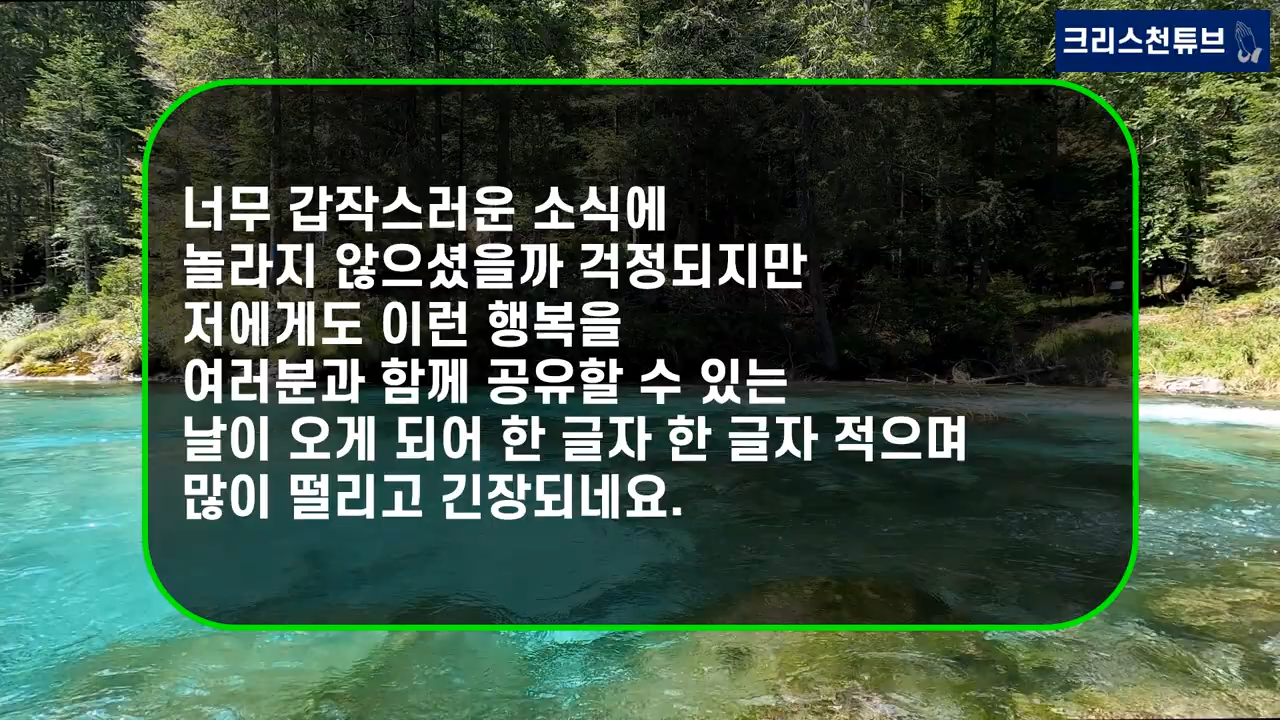 크리스천튜브
너무 갑작스러운 소식에
놀라지 않으셨을까 걱정되지만
저에게도 이런 행복을
여러분과 함께 공유할 수 있는
날이 오게 되어 한 글자 한 글자 적으며
많이 떨리고 긴장되네요.